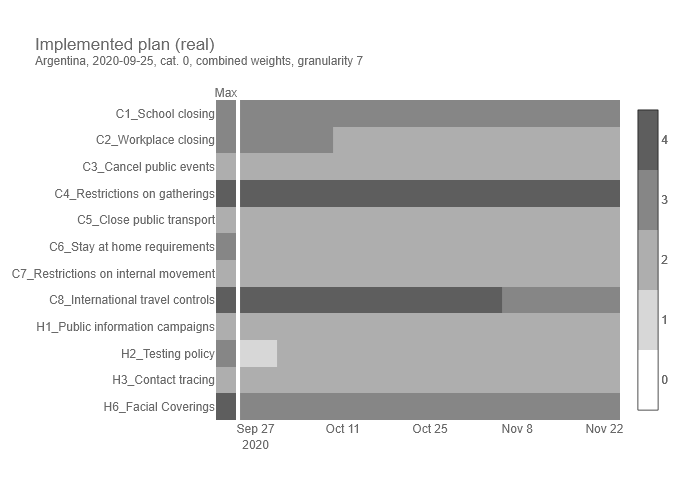 Implemented plan (real)
Argentina, 2020-09-25, cat. 0, combined weights, granularity 7
Max
C1_School closing
C2_Workplace closing
C3_Cancel public events
C4_Restrictions on gatherings
C5_Close public transport
C6_Stay at home requirements
C7_Restrictions on internal movement
C8_International travel controls
H1_Public information campaigns
H2_Testing policy
H3_Contact tracing
H6_Facial Coverings
4
3
2
1
0
Sep 27 Oct 11 Oct 25 Nov 8 Nov 22
2020